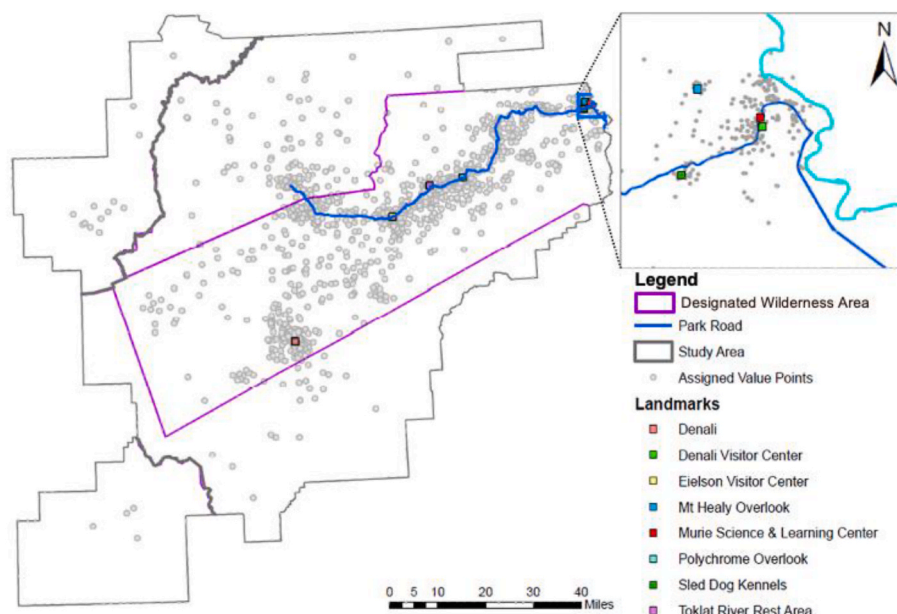 N
Legend
Designated Wilderness Area
Park Road
Study Area
Assigned Value Points
Landmarks
Denali
Denali Visitor Center
Eielson Visitor Center
Mt Healy Overlook
Murie Science & Learning Center
Polychrome Overlook
Sled Dog Kennels
Toklat River Rest Area
0 5 10 20 30 40
Miles